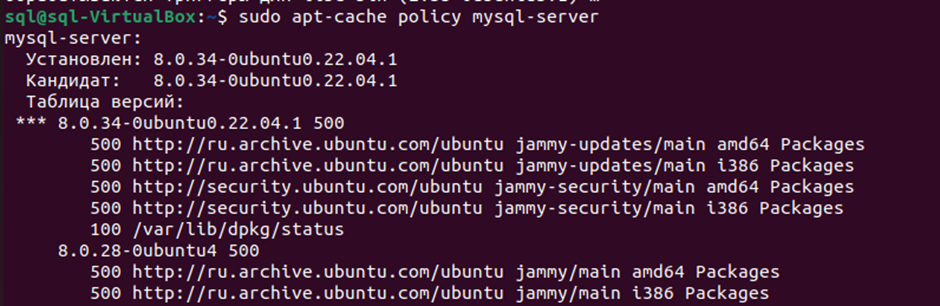 sql@sql-VirtualBox:~$ sudo apt-cache policy mysql-server
mysql-server:
  Установлен: 8.0.34-0ubuntu0.22.04.1
  Кандидат:   8.0.34-0ubuntu0.22.04.1
  Таблица версий:
 *** 8.0.34-0ubuntu0.22.04.1 500
        500 http://ru.archive.ubuntu.com/ubuntu jammy-updates/main amd64 Packages
        500 http://ru.archive.ubuntu.com/ubuntu jammy-updates/main i386 Packages
        500 http://security.ubuntu.com/ubuntu jammy-security/main amd64 Packages
        500 http://security.ubuntu.com/ubuntu jammy-security/main i386 Packages
        100 /var/lib/dpkg/status
     8.0.28-0ubuntu4 500
        500 http://ru.archive.ubuntu.com/ubuntu jammy/main amd64 Packages
        500 http://ru.archive.ubuntu.com/ubuntu jammy/main i386 Packages